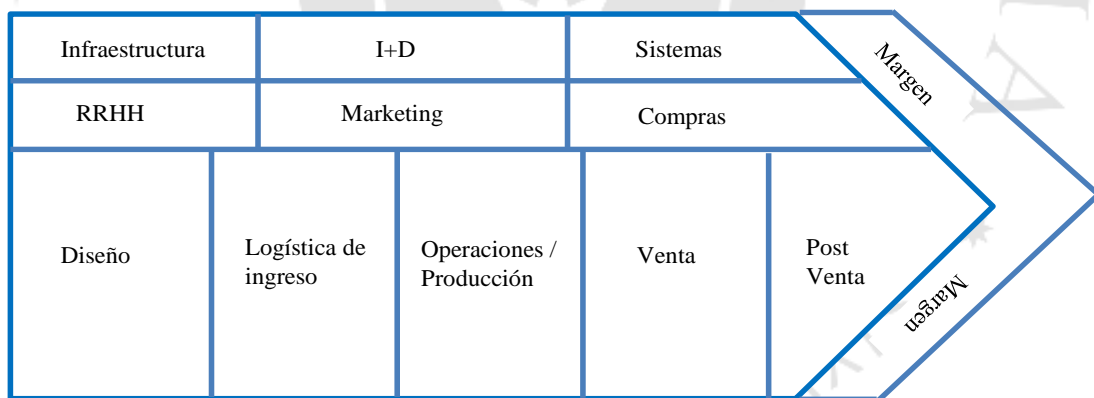 Infraestructura
I+D
Sistemas
Margen
RRHH
Marketing
Compras
Diseño
Logística de
ingreso
Operaciones /
Producción
Venta
Post
Venta
Margen